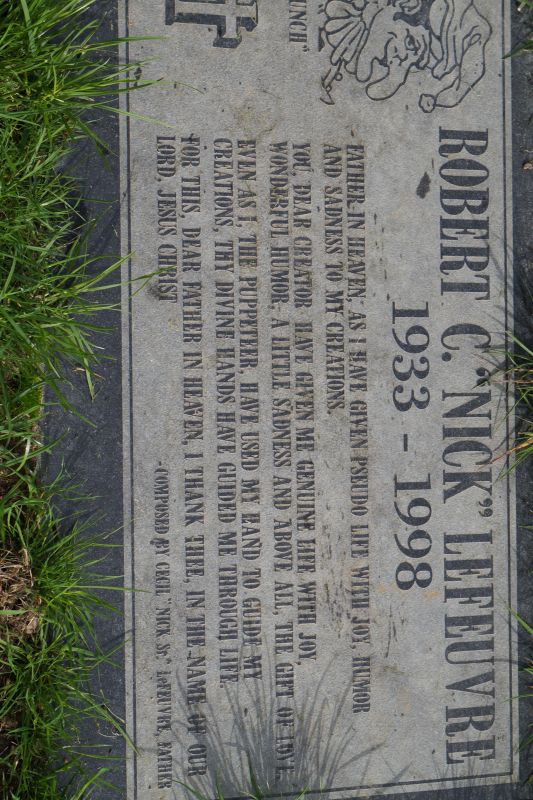 UNCH"
ROBERT C. "NICK" LEFEUVRE
1933 - 1998
FATHER IN HEAVEN, AS I HAVE GIVEN PSEUDO LIFE WITH JOY, HUMOR
AND SADNESS TO MY CREATIONS,
YOU, DEAR CREATOR HAVE GIVEN ME GENUINE LIFE WITH JOY,
WONDERFUL HUMOR - A LITTLE SADNESS AND ABOVE ALL THE GIFT OF LOVE.
EVEN AS I, THE PUPPETEER, HAVE USED MY HAND TO GUIDE MY
CREATIONS, THY DIVINE HANDS HAVE GUIDED ME THROUGH LIFE.
FOR THIS, DEAR FATHER IN HEAVEN, I THANK THEE, IN THE NAME OF OUR
LORD, JESUS CHRIST
-COMPOSED BY CECIL "NICK, SR." LEFEUVRE, FATHER